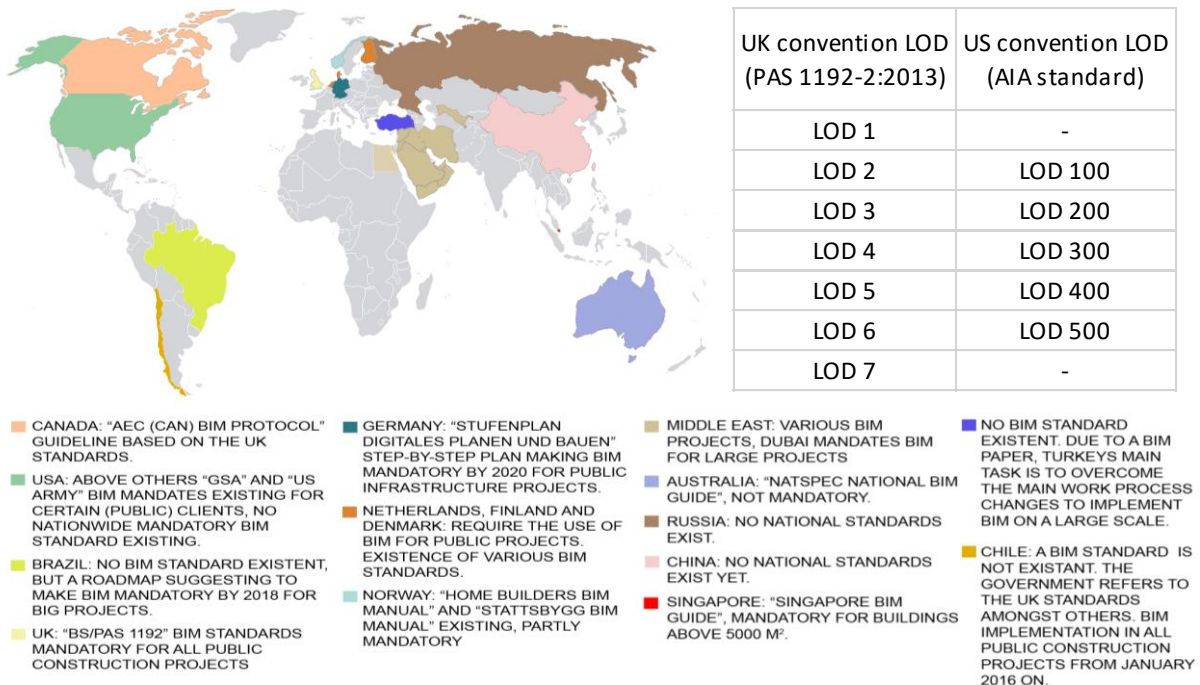 UK convention LOD
(PAS 1192-2:2013)
US convention LOD
(AIA standard)
LOD 1
-
LOD 2
LOD 100
LOD 3
LOD 200
LOD 4
LOD 300
LOD 5
LOD 400
LOD 6
LOD 500
LOD 7
-
CANADA: “AEC (CAN) BIM PROTOCOL”
GUIDELINE BASED ON THE UK
STANDARDS.
USA: ABOVE OTHERS “GSA” AND “US
ARMY” BIM MANDATES EXISTING FOR
CERTAIN (PUBLIC) CLIENTS, NO
NATIONWIDE MANDATORY BIM
STANDARD EXISTING.
BRAZIL: NO BIM STANDARD EXISTENT,
BUT A ROADMAP SUGGESTING TO
MAKE BIM MANDATORY BY 2018 FOR
BIG PROJECTS.
UK: “BS/PAS 1192” BIM STANDARDS
MANDATORY FOR ALL PUBLIC
CONSTRUCTION PROJECTS
GERMANY: “STUFENPLAN
DIGITALES PLANEN UND BAUEN”
STEP-BY-STEP PLAN MAKING BIM
MANDATORY BY 2020 FOR PUBLIC
INFRASTRUCTURE PROJECTS.
NETHERLANDS, FINLAND AND
DENMARK: REQUIRE THE USE OF
BIM FOR PUBLIC PROJECTS.
EXISTENCE OF VARIOUS BIM
STANDARDS.
NORWAY: “HOME BUILDERS BIM
MANUAL” AND “STATTSBYGG BIM
MANUAL” EXISTING, PARTLY
MANDATORY
MIDDLE EAST: VARIOUS BIM
PROJECTS, DUBAI MANDATES BIM
FOR LARGE PROJECTS
AUSTRALIA: “NATSPEC NATIONAL BIM
GUIDE”, NOT MANDATORY.
RUSSIA: NO NATIONAL STANDARDS
EXIST.
CHINA: NO NATIONAL STANDARDS
EXIST YET.
SINGAPORE: “SINGAPORE BIM
GUIDE”, MANDATORY FOR BUILDINGS
ABOVE 5000 M².
NO BIM STANDARD
EXISTENT. DUE TO A BIM
PAPER, TURKEYS MAIN
TASK IS TO OVERCOME
THE MAIN WORK PROCESS
CHANGES TO IMPLEMENT
BIM ON A LARGE SCALE.
CHILE: A BIM STANDARD IS
NOT EXISTANT. THE
GOVERNMENT REFERS TO
THE UK STANDARDS
AMONGST OTHERS. BIM
IMPLEMENTATION IN ALL
PUBLIC CONSTRUCTION
PROJECTS FROM JANUARY
2016 ON.